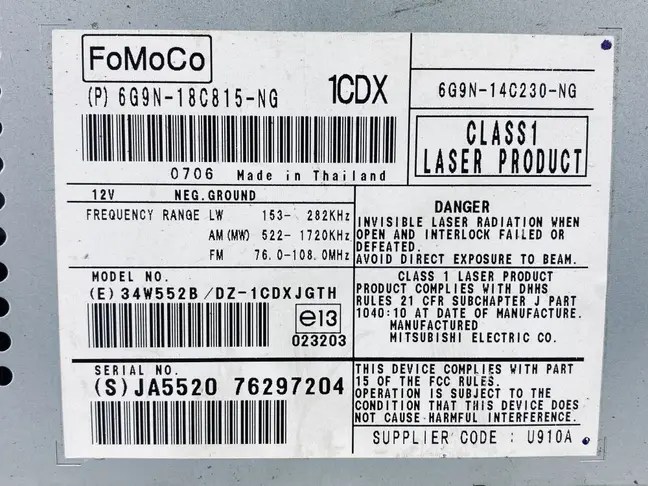 FoMoCo
(P) 6G9N-18C815-NG
1CDX
6G9N-14C230-NG
0706 Made in Thailand
CLASS1
LASER PRODUCT
12V NEG.GROUND
FREQUENCY RANGE LW 153- 282KHz
AM(MW) 522- 1720KHz
FM 76.0-108.0MHz
DANGER
INVISIBLE LASER RADIATION WHEN
OPEN AND INTERLOCK FAILED OR
DEFEATED.
AVOID DIRECT EXPOSURE TO BEAM.
MODEL NO.
(E) 34W552B/DZ-1CDXJGTH
e13
023203
CLASS 1 LASER PRODUCT
PRODUCT COMPLIES WITH DHHS
RULES 21 CFR SUBCHAPTER J PART
1040:10 AT DATE OF MANUFACTURE.
MANUFACTURED
MITSUBISHI ELECTRIC CO.
SERIAL NO.
(S)JA5520 76297204
THIS DEVICE COMPLIES WITH PART
15 OF THE FCC RULES.
OPERATION IS SUBJECT TO THE
CONDITION THAT THIS DEVICE DOES
NOT CAUSE HARMFUL INTERFERENCE.
SUPPLIER CODE : U910A